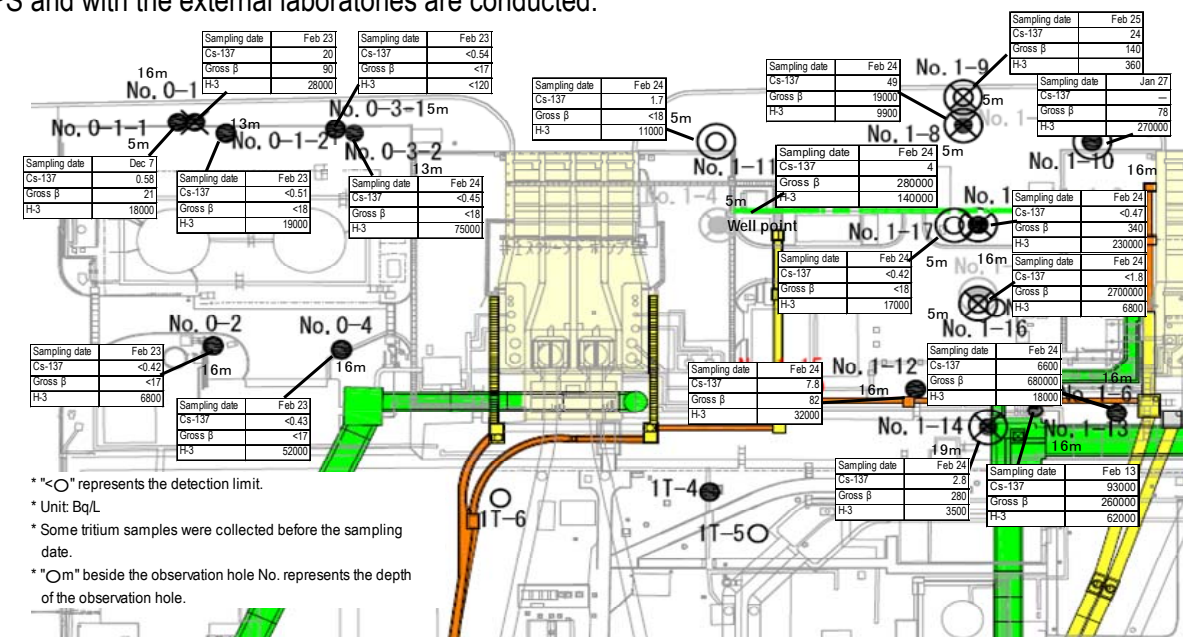 PS and with the external laboratories are conducted.
Sampling date Feb 23
Cs-137 20
Gross β 90
H-3 28000
Sampling date Feb 23
Cs-137 <0.54
Gross β <17
H-3 <120
Sampling date Feb 24
Cs-137 1.7
Gross β <18
H-3 11000
Sampling date Feb 24
Cs-137 49
Gross β 19000
H-3 9900
Sampling date Feb 25
Cs-137 24
Gross β 140
H-3 360
Sampling date Jan 27
Cs-137 —
Gross β 78
H-3 270000
16m
No. 0-1
No. 0-1-1
5m
13m
No. 0-1-2
No. 0-3-1 5m
No. 0-3-2
13m
5m
No. 1-11
No. 1-9
5m
No. 1-8
5m
No. 1-10
16m
Sampling date Dec 7
Cs-137 0.58
Gross β 21
H-3 18000
Sampling date Feb 23
Cs-137 <0.51
Gross β <18
H-3 19000
Sampling date Feb 24
Cs-137 <0.45
Gross β <18
H-3 75000
Sampling date Feb 24
Cs-137 4
Gross β 280000
H-3 140000
5m
Well point
No. 1-17
5m
No. 1
16m
Sampling date Feb 24
Cs-137 <0.47
Gross β 340
H-3 230000
Sampling date Feb 24
Cs-137 <0.42
Gross β <18
H-3 17000
Sampling date Feb 24
Cs-137 <1.8
Gross β 2700000
H-3 6800
5m
No. 1-16
No. 0-2
16m
No. 0-4
16m
Sampling date Feb 23
Cs-137 <0.42
Gross β <17
H-3 6800
Sampling date Feb 23
Cs-137 <0.43
Gross β <17
H-3 52000
Sampling date Feb 24
Cs-137 7.8
Gross β 82
H-3 32000
No. 1-12
16m
Sampling date Feb 24
Cs-137 6600
Gross β 680000
H-3 18000
16m
1-6
No. 1-14
19m
No. 1-13
16m
Sampling date Feb 24
Cs-137 2.8
Gross β 280
H-3 3500
Sampling date Feb 13
Cs-137 93000
Gross β 260000
H-3 62000
1T-6
1T-4
1T-5
* "<○" represents the detection limit.
* Unit: Bq/L
* Some tritium samples were collected before the sampling
date.
* "○m" beside the observation hole No. represents the depth
of the observation hole.